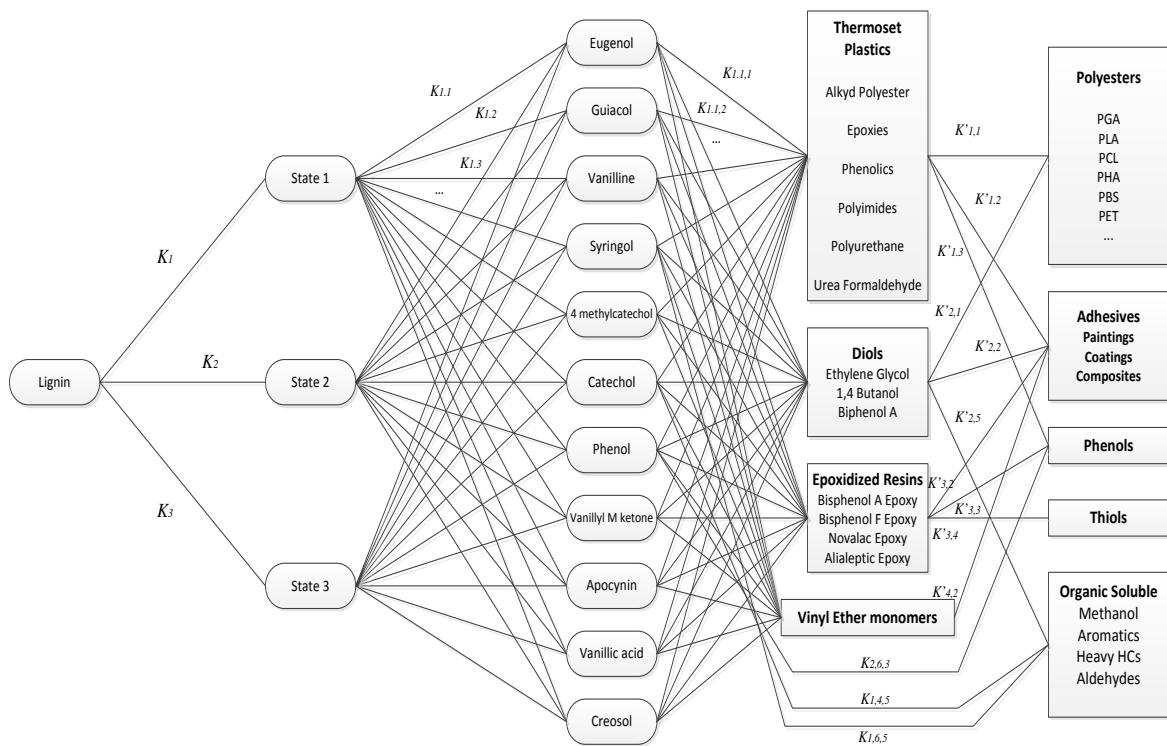 Lignin
K1
K2
K3
State 1
State 2
State 3
K1.1
K1.2
K1.3
...
Eugenol
Guiacol
Vanilline
Syringol
4 methylcatechol
Catechol
Phenol
Vanillyl M ketone
Apocynin
Vanillic acid
Creosol
K1.1,1
K1.1,2
...
Thermoset
Plastics
Alkyd Polyester
Epoxies
Phenolics
Polyimides
Polyurethane
Urea Formaldehyde
Diols
Ethylene Glycol
1,4 Butanol
Biphenol A
Epoxidized Resins
Bisphenol A Epoxy
Bisphenol F Epoxy
Novalac Epoxy
Alialeptic Epoxy
Vinyl Ether monomers
K'1,1
K'1.2
K'1.3
K'2,1
K'2,2
K'2,5
K'3,2
K'3,3
K'3,4
K'4,2
K2,6,3
K1,4,5
K1,6,5
Polyesters
PGA
PLA
PCL
PHA
PBS
PET
...
Adhesives
Paintings
Coatings
Composites
Phenols
Thiols
Organic Soluble
Methanol
Aromatics
Heavy HCs
Aldehydes